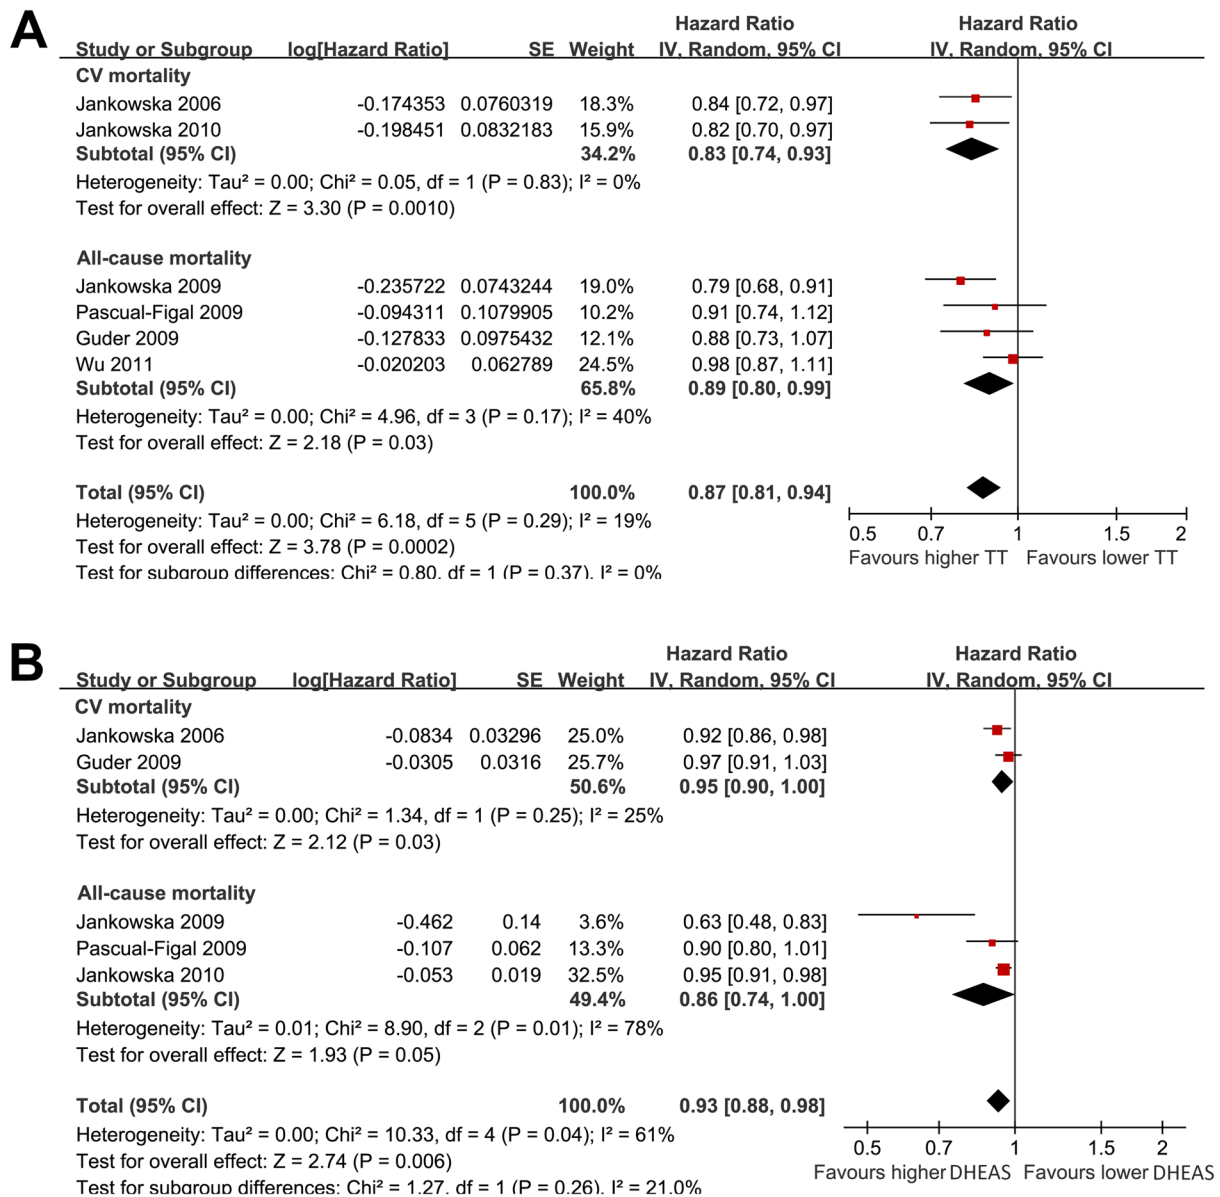 A
Hazard Ratio Hazard Ratio
Study or Subgroup log[Hazard Ratio] SE Weight IV, Random, 95% CI IV, Random, 95% CI
CV mortality
Jankowska 2006 -0.174353 0.0760319 18.3% 0.84 [0.72, 0.97]
Jankowska 2010 -0.198451 0.0832183 15.9% 0.82 [0.70, 0.97]
Subtotal (95% CI) 34.2% 0.83 [0.74, 0.93]
Heterogeneity: Tau² = 0.00; Chi² = 0.05, df = 1 (P = 0.83); I² = 0%
Test for overall effect: Z = 3.30 (P = 0.0010)
All-cause mortality
Jankowska 2009 -0.235722 0.0743244 19.0% 0.79 [0.68, 0.91]
Pascual-Figal 2009 -0.094311 0.1079905 10.2% 0.91 [0.74, 1.12]
Guder 2009 -0.127833 0.0975432 12.1% 0.88 [0.73, 1.07]
Wu 2011 -0.020203 0.062789 24.5% 0.98 [0.87, 1.11]
Subtotal (95% CI) 65.8% 0.89 [0.80, 0.99]
Heterogeneity: Tau² = 0.00; Chi² = 4.96, df = 3 (P = 0.17); I² = 40%
Test for overall effect: Z = 2.18 (P = 0.03)
Total (95% CI) 100.0% 0.87 [0.81, 0.94]
Heterogeneity: Tau² = 0.00; Chi² = 6.18, df = 5 (P = 0.29); I² = 19%
Test for overall effect: Z = 3.78 (P = 0.0002)
Test for subgroup differences: Chi² = 0.80, df = 1 (P = 0.37), I² = 0%
0.5 0.7 1 1.5 2
Favours higher TT Favours lower TT
B
Hazard Ratio Hazard Ratio
Study or Subgroup log[Hazard Ratio] SE Weight IV, Random, 95% CI IV, Random, 95% CI
CV mortality
Jankowska 2006 -0.0834 0.03296 25.0% 0.92 [0.86, 0.98]
Guder 2009 -0.0305 0.0316 25.7% 0.97 [0.91, 1.03]
Subtotal (95% CI) 50.6% 0.95 [0.90, 1.00]
Heterogeneity: Tau² = 0.00; Chi² = 1.34, df = 1 (P = 0.25); I² = 25%
Test for overall effect: Z = 2.12 (P = 0.03)
All-cause mortality
Jankowska 2009 -0.462 0.14 3.6% 0.63 [0.48, 0.83]
Pascual-Figal 2009 -0.107 0.062 13.3% 0.90 [0.80, 1.01]
Jankowska 2010 -0.053 0.019 32.5% 0.95 [0.91, 0.98]
Subtotal (95% CI) 49.4% 0.86 [0.74, 1.00]
Heterogeneity: Tau² = 0.01; Chi² = 8.90, df = 2 (P = 0.01); I² = 78%
Test for overall effect: Z = 1.93 (P = 0.05)
Total (95% CI) 100.0% 0.93 [0.88, 0.98]
Heterogeneity: Tau² = 0.00; Chi² = 10.33, df = 4 (P = 0.04); I² = 61%
Test for overall effect: Z = 2.74 (P = 0.006)
Test for subgroup differences: Chi² = 1.27, df = 1 (P = 0.26), I² = 21.0%
0.5 0.7 1 1.5 2
Favours higher DHEAS Favours lower DHEAS